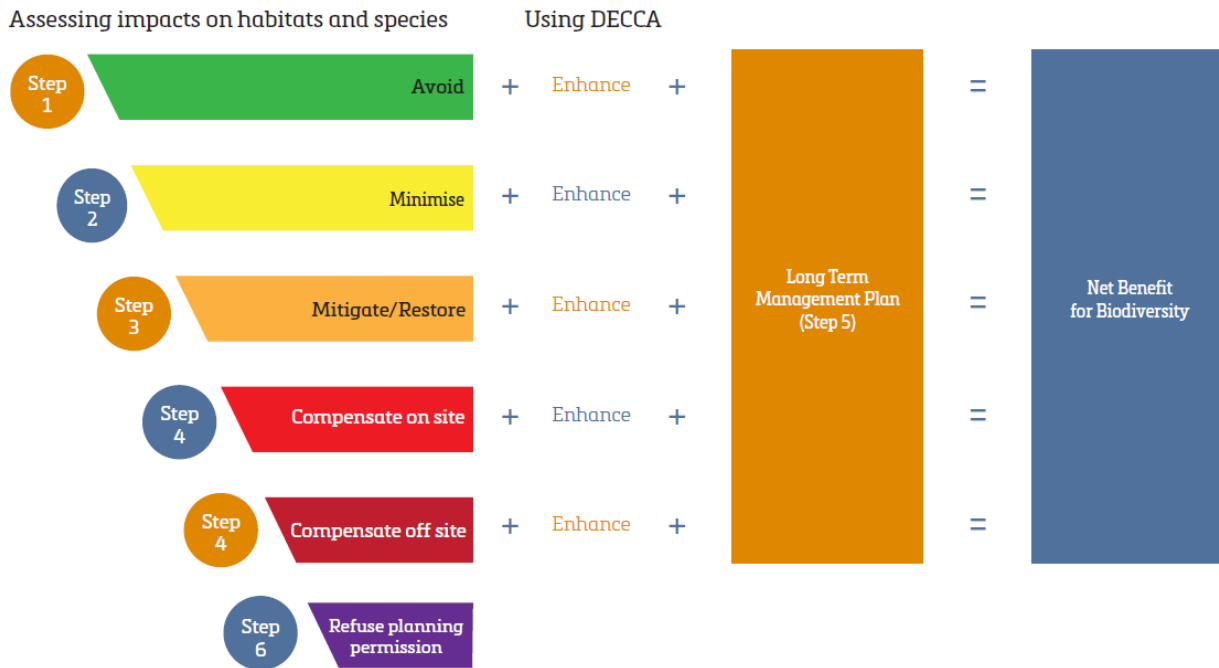 Assessing impacts on habitats and species
Using DECCA
Step
1
Avoid
+ Enhance + =
Step
2
Minimise
+ Enhance + =
Step
3
Mitigate/Restore
+ Enhance + =
Step
4
Compensate on site
+ Enhance + =
Step
4
Compensate off site
+ Enhance + =
Step
6
Refuse planning
permission
Long Term
Management Plan
(Step 5)
Net Benefit
for Biodiversity